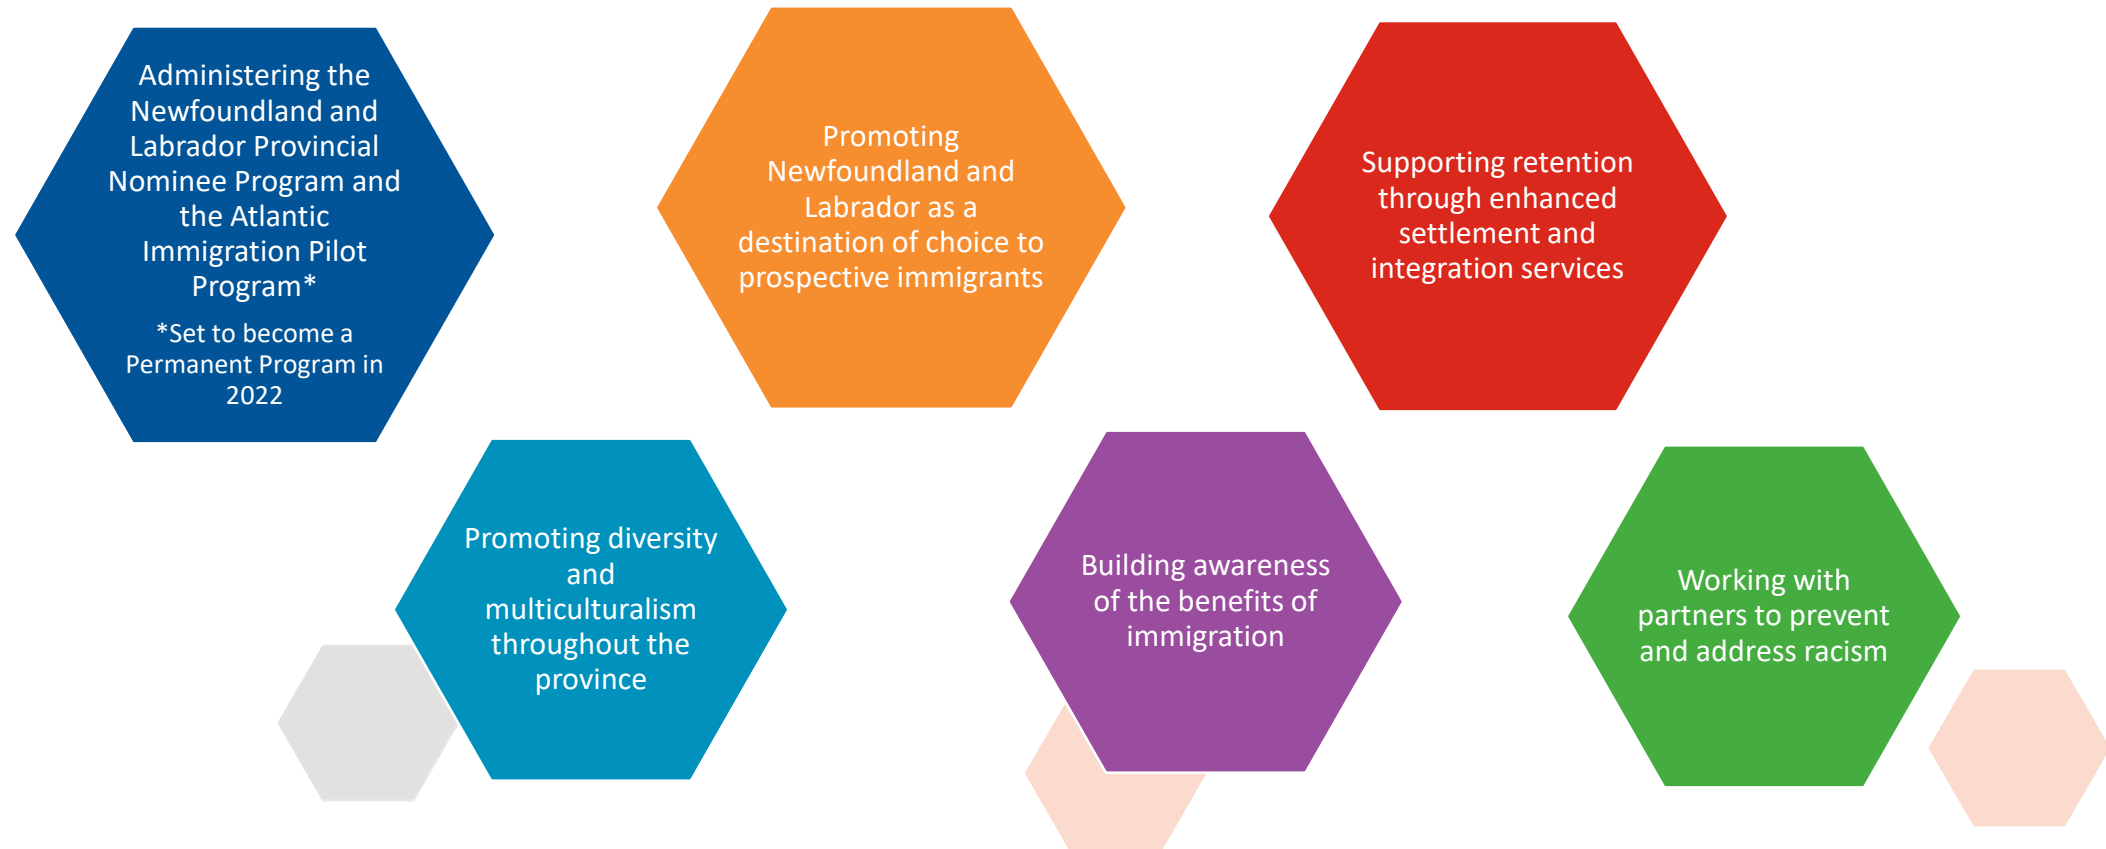 Administering the
Newfoundland and
Labrador Provincial
Nominee Program and
the Atlantic
Immigration Pilot
Program*
*Set to become a
Permanent Program in
2022
Promoting
Newfoundland and
Labrador as a
destination of choice to
prospective immigrants
Supporting retention
through enhanced
settlement and
integration services
Promoting diversity
and
multiculturalism
throughout the
province
Building awareness
of the benefits of
immigration
Working with
partners to prevent
and address racism